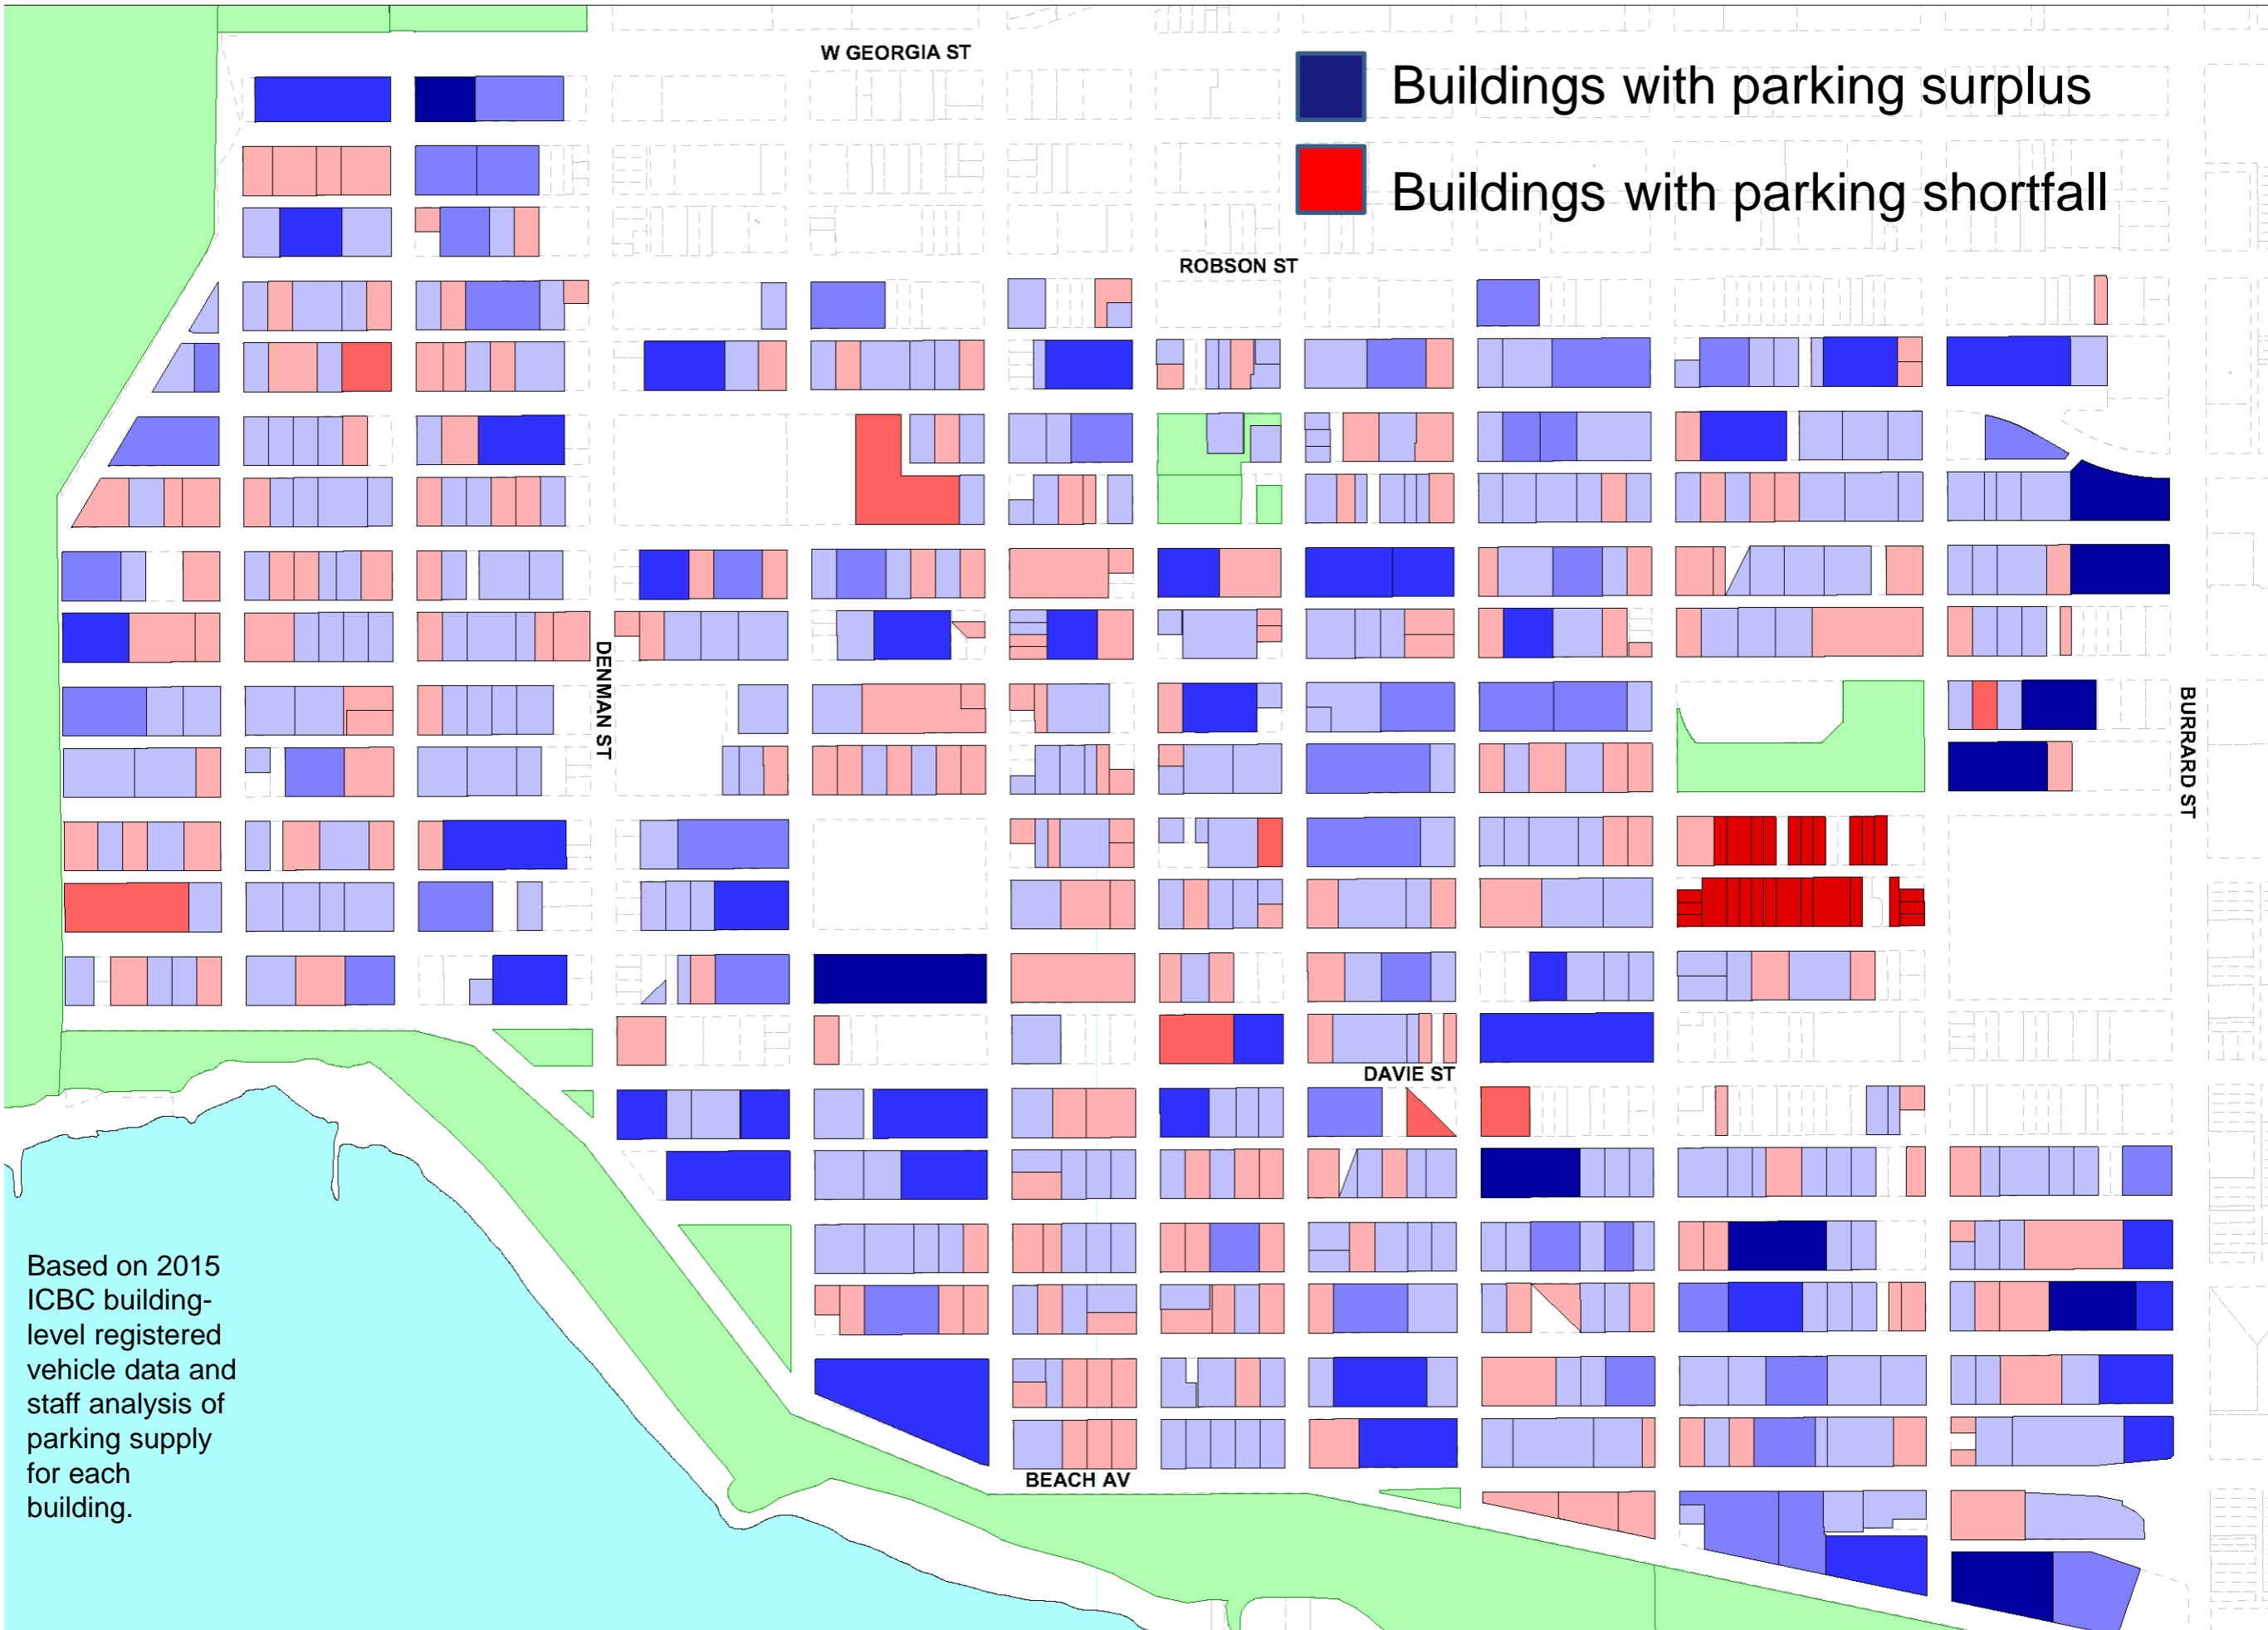 W GEORGIA ST
Buildings with parking surplus
Buildings with parking shortfall
ROBSON ST
DENMAN ST
BURRARD ST
DAVIE ST
Based on 2015
ICBC building-
level registered
vehicle data and
staff analysis of
parking supply
for each
building.
BEACH AV